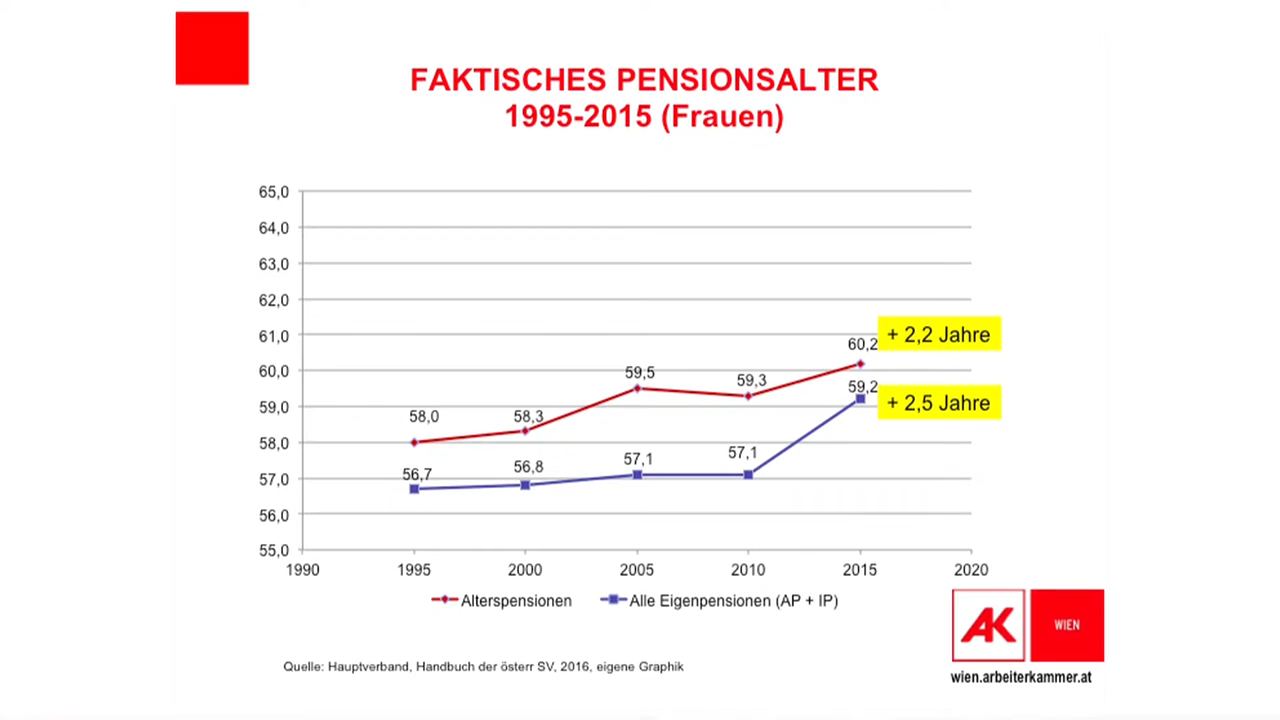 FAKTISCHES PENSIONSALTER
1995-2015 (Frauen)
65,0
64,0
63,0
62,0
61,0
60,0
59,0
58,0
57,0
56,0
55,0
60,2
+ 2,2 Jahre
59,5
59,3
59,2
+ 2,5 Jahre
58,0
58,3
56,7
56,8
57,1
57,1
1990
1995
2000
2005
2010
2015
2020
Alterspensionen
Alle Eigenpensionen (AP + IP)
AK
WIEN
Quelle: Hauptverband, Handbuch der österr SV, 2016, eigene Graphik
wien.arbeiterkammer.at